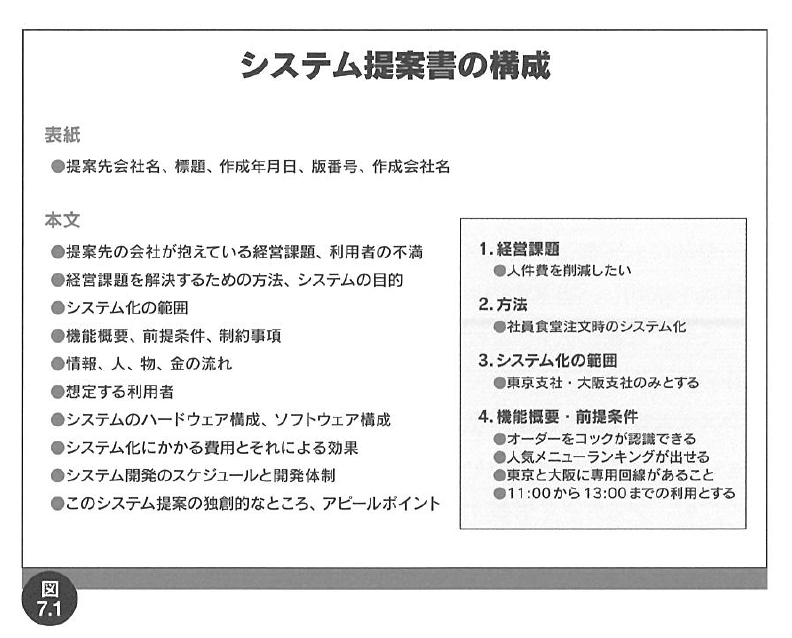 システム提案書の構成
表紙
●提案先会社名、標題、作成年月日、版番号、作成会社名
本文
●提案先の会社が抱えている経営課題、利用者の不満
●経営課題を解決するための方法、システムの目的
●システム化の範囲
●機能概要、前提条件、制約事項
●情報、人、物、金の流れ
●想定する利用者
●システムのハードウェア構成、ソフトウェア構成
●システム化にかかる費用とそれによる効果
●システム開発のスケジュールと開発体制
●このシステム提案の独創的なところ、アピールポイント
1. 経営課題
●人件費を削減したい
2. 方法
●社員食堂注文時のシステム化
3. システム化の範囲
●東京支社・大阪支社のみとする
4. 機能概要・前提条件
●オーダーをコックが認識できる
●人気メニューランキングが出せる
●東京と大阪に専用回線があること
●11:00から13:00までの利用とする
図
7.1